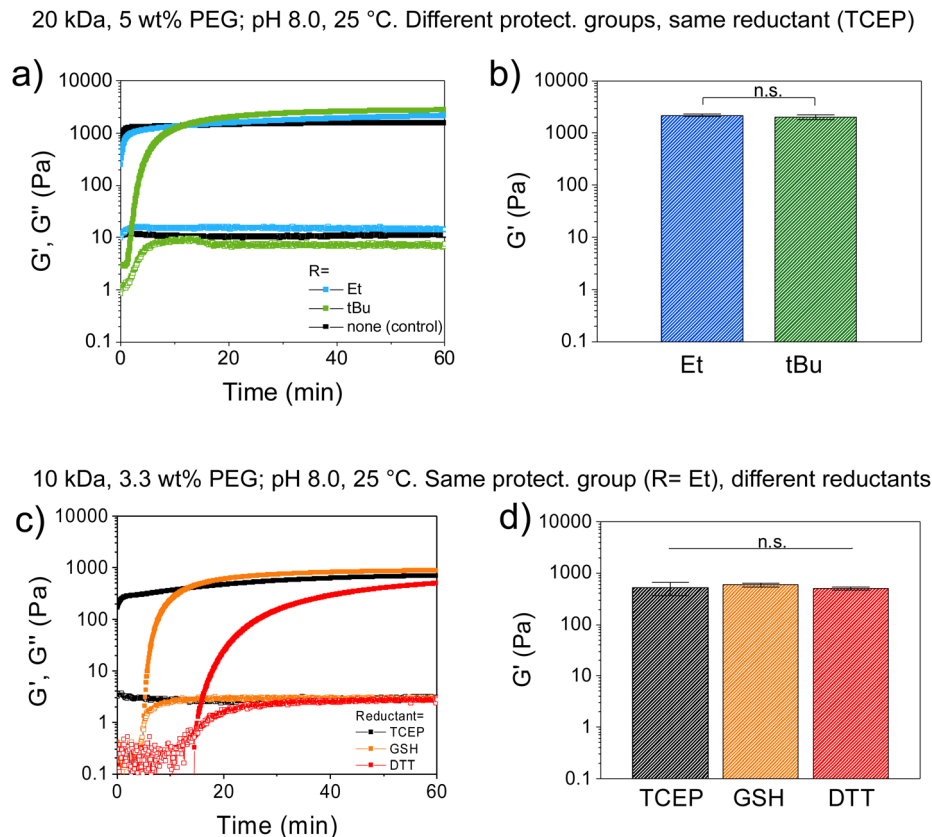 20 kDa, 5 wt% PEG; pH 8.0, 25 °C. Different protect. groups, same reductant (TCEP)
a)
10000
1000
100
10
1
0.1
G', G'' (Pa)
R=
Et
tBu
none (control)
0
20
40
60
Time (min)
b)
10000
1000
100
10
1
0.1
G' (Pa)
n.s.
Et
tBu
10 kDa, 3.3 wt% PEG; pH 8.0, 25 °C. Same protect. group (R= Et), different reductants
c)
10000
1000
100
10
1
0.1
G', G'' (Pa)
Reductant=
TCEP
GSH
DTT
0
20
40
60
Time (min)
d)
10000
1000
100
10
1
0.1
G' (Pa)
n.s.
TCEP
GSH
DTT